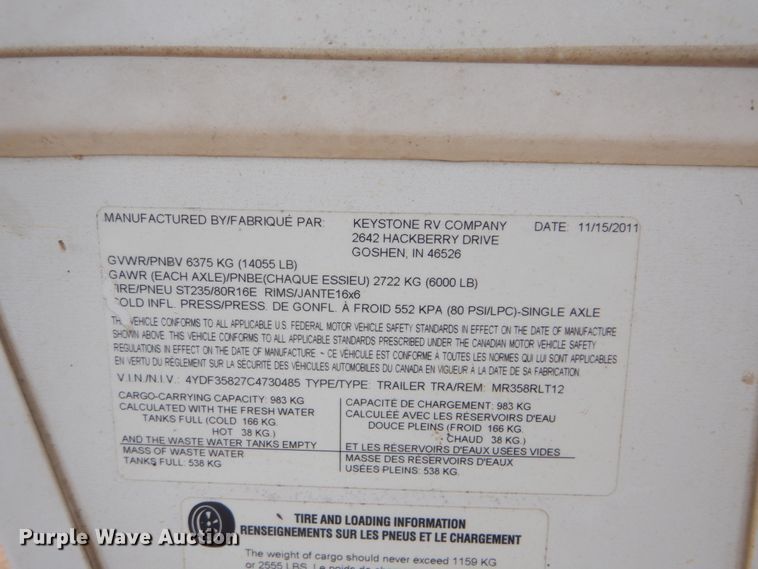 MANUFACTURED BY/FABRIQUÉ PAR: KEYSTONE RV COMPANY DATE: 11/15/2011
2642 HACKBERRY DRIVE
GOSHEN, IN 46526
GVWR/PNBV 6375 KG (14055 LB)
GAWR (EACH AXLE)/PNBE(CHAQUE ESSIEU) 2722 KG (6000 LB)
TIRE/PNEU ST235/80R16E RIMS/JANTE16x6
COLD INFL. PRESS/PRESS. DE GONFL. À FROID 552 KPA (80 PSI/LPC)-SINGLE AXLE
THIS VEHICLE CONFORMS TO ALL APPLICABLE U.S. FEDERAL MOTOR VEHICLE SAFETY STANDARDS IN EFFECT ON THE DATE OF MANUFACTURE
SHOWN ABOVE. THIS VEHICLE CONFORMS TO ALL APPLICABLE STANDARDS PRESCRIBED UNDER THE CANADIAN MOTOR VEHICLE SAFETY
REGULATIONS IN EFFECT ON THE DATE OF MANUFACTURE ~ CE VÉHICULE EST CONFORME À TOUTES LES NORMES QUI LUI SONT APPLICABLES
EN VERTU DU RÈGLEMENT SUR LA SÉCURITÉ DES VÉHICULES AUTOMOBILES DU CANADA EN VIGUEUR À LA DATE DE SA FABRICATION.
V.I.N./N.I.V.: 4YDF35827C4730485 TYPE/TYPE: TRAILER TRA/REM: MR358RLT12
CARGO-CARRYING CAPACITY: 983 KG
CALCULATED WITH THE FRESH WATER
TANKS FULL (COLD 166 KG.
HOT 38 KG.)
AND THE WASTE WATER TANKS EMPTY
MASS OF WASTE WATER
TANKS FULL: 538 KG
CAPACITÉ DE CHARGEMENT: 983 KG
CALCULÉE AVEC LES RÉSERVOIRS D'EAU
DOUCE PLEINS (FROID 166 KG.
CHAUD 38 KG.)
ET LES RÉSERVOIRS D'EAUX USÉES VIDES
MASSE DES RÉSERVOIRS D'EAUX
USÉES PLEINS: 538 KG.
TIRE AND LOADING INFORMATION
RENSEIGNEMENTS SUR LES PNEUS ET LE CHARGEMENT
The weight of cargo should never exceed 1159 KG
or 2555 LBS. Le poids de
Purple Wave Auction